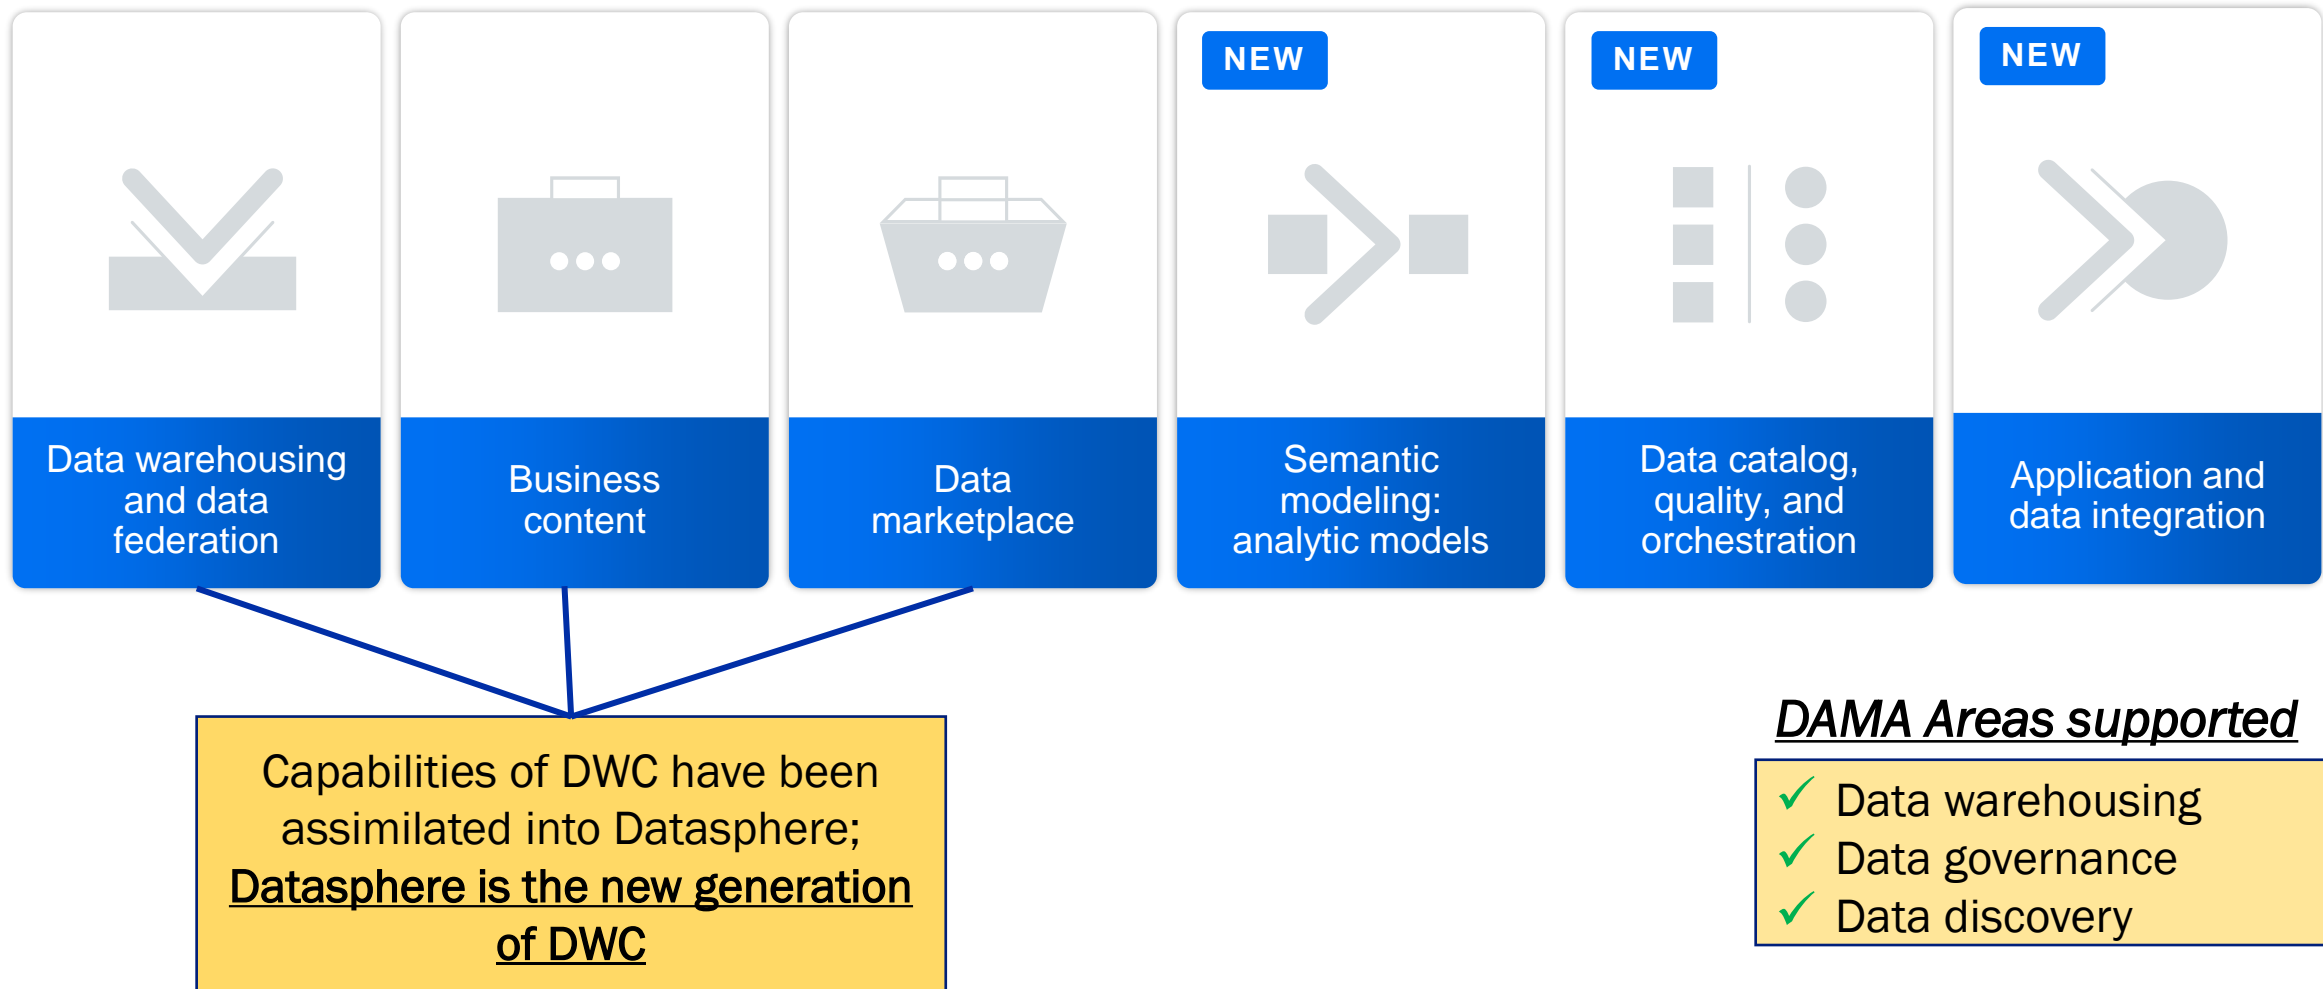 Data warehousing
and data
federation
Business
content
Data
marketplace
NEW
Semantic
modeling:
analytic models
NEW
Data catalog,
quality, and
orchestration
NEW
Application and
data integration
Capabilities of DWC have been
assimilated into Datasphere;
Datasphere is the new generation
of DWC
DAMA Areas supported
✓ Data warehousing
✓ Data governance
✓ Data discovery